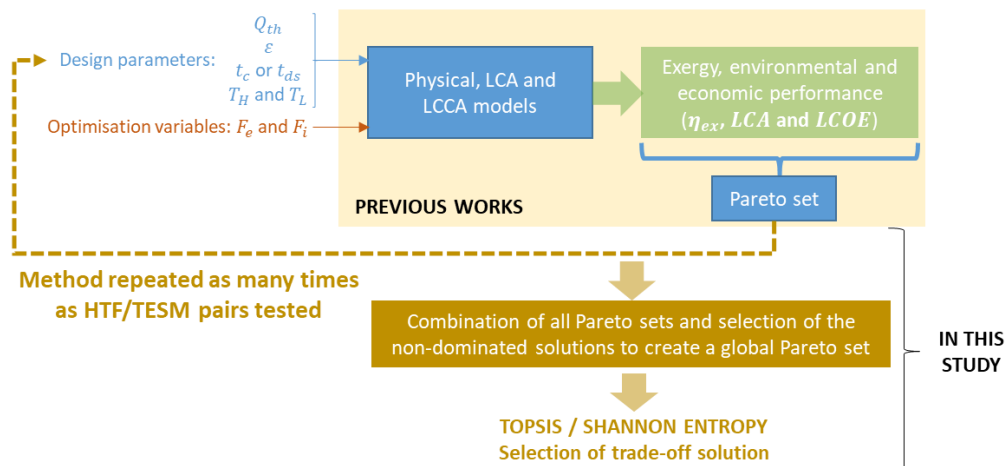 Design parameters:
Q_th
ε
t_c or t_ds
T_H and T_L
Optimisation variables: F_e and F_i
Physical, LCA and
LCCA models
Exergy, environmental and
economic performance
(η_ex, LCA and LCOE)
Pareto set
PREVIOUS WORKS
Method repeated as many times
as HTF/TESM pairs tested
Combination of all Pareto sets and selection of the
non-dominated solutions to create a global Pareto set
IN THIS
STUDY
TOPSIS / SHANNON ENTROPY
Selection of trade-off solution